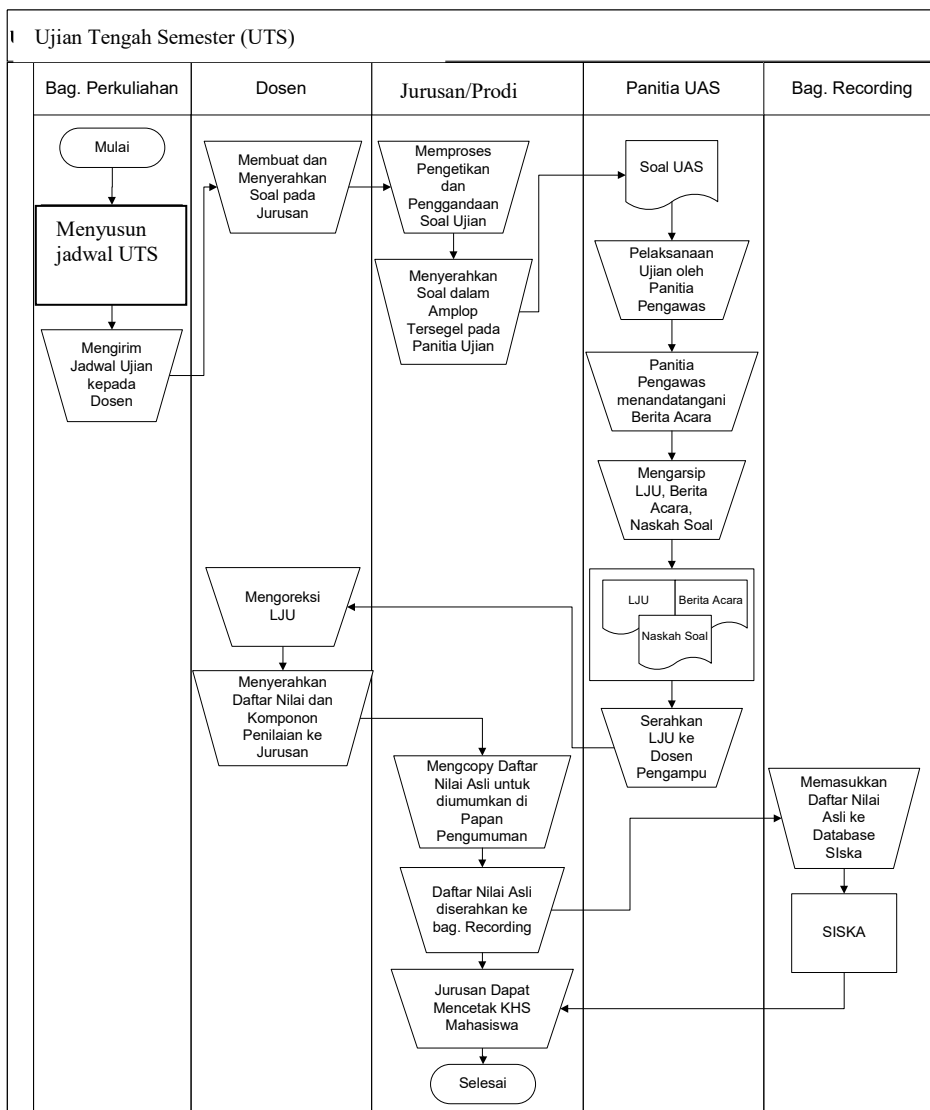 Ujian Tengah Semester (UTS)
Bag. Perkuliahan
Dosen
Jurusan/Prodi
Panitia UAS
Bag. Recording
Mulai
Menyusun
jadwal UTS
Mengirim
Jadwal Ujian
kepada
Dosen
Membuat dan
Menyerahkan
Soal pada
Jurusan
Memproses
Pengetikan
dan
Penggandaan
Soal Ujian
Menyerahkan
Soal dalam
Amplop
Tersegel pada
Panitia Ujian
Soal UAS
Pelaksanaan
Ujian oleh
Panitia
Pengawas
Panitia
Pengawas
menandatangani
Berita Acara
Mengarsip
LJU, Berita
Acara,
Naskah Soal
LJU
Berita Acara
Naskah Soal
Serahkan
LJU ke
Dosen
Pengampu
Mengoreksi
LJU
Menyerahkan
Daftar Nilai dan
Komponon
Penilaian ke
Jurusan
Mengcopy Daftar
Nilai Asli untuk
diumumkan di
Papan
Pengumuman
Daftar Nilai Asli
diserahkan ke
bag. Recording
Memasukkan
Daftar Nilai
Asli ke
Database
SIska
SISKA
Jurusan Dapat
Mencetak KHS
Mahasiswa
Selesai